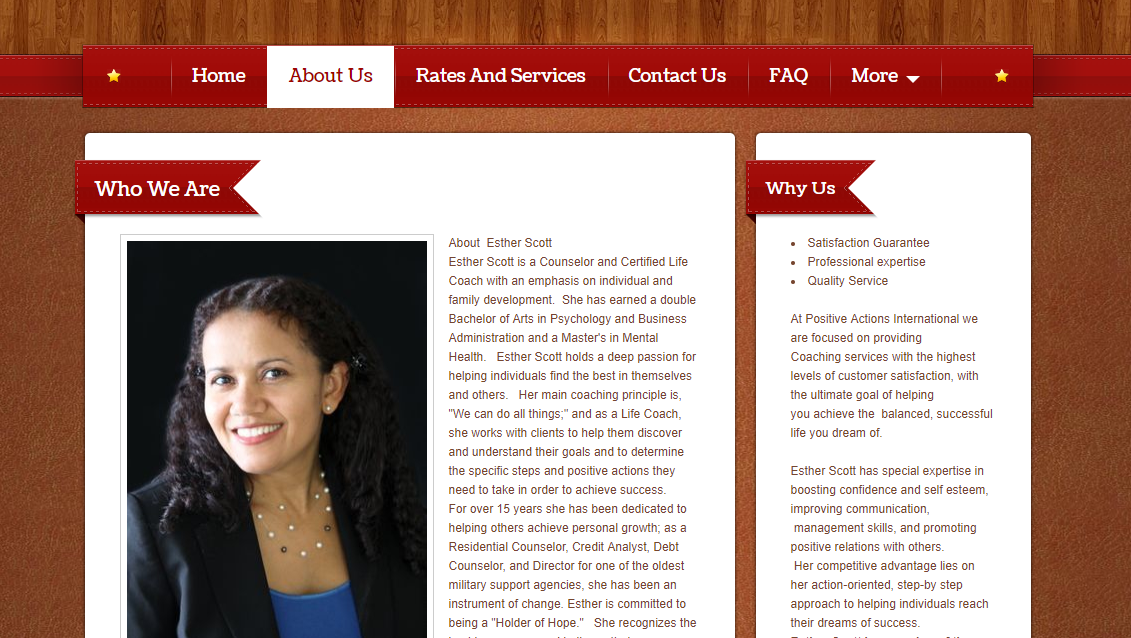 Home
About Us
Rates And Services
Contact Us
FAQ
More
Who We Are
About  Esther Scott
Esther Scott is a Counselor and Certified Life
Coach with an emphasis on individual and
family development.  She has earned a double
Bachelor of Arts in Psychology and Business
Administration and a Master's in Mental
Health.   Esther Scott holds a deep passion for
helping individuals find the best in themselves
and others.   Her main coaching principle is,
"We can do all things;" and as a Life Coach,
she works with clients to help them discover
and understand their goals and to determine
the specific steps and positive actions they
need to take in order to achieve success.
For over 15 years she has been dedicated to
helping others achieve personal growth; as a
Residential Counselor, Credit Analyst, Debt
Counselor, and Director for one of the oldest
military support agencies, she has been an
instrument of change. Esther is committed to
being a "Holder of Hope."   She recognizes the
Why Us
• Satisfaction Guarantee
• Professional expertise
• Quality Service
At Positive Actions International we
are focused on providing
Coaching services with the highest
levels of customer satisfaction, with
the ultimate goal of helping
you achieve the  balanced, successful
life you dream of.
Esther Scott has special expertise in
boosting confidence and self esteem,
improving communication,
management skills, and promoting
positive relations with others.
Her competitive advantage lies on
her action-oriented, step-by step
approach to helping individuals reach
their dreams of success.